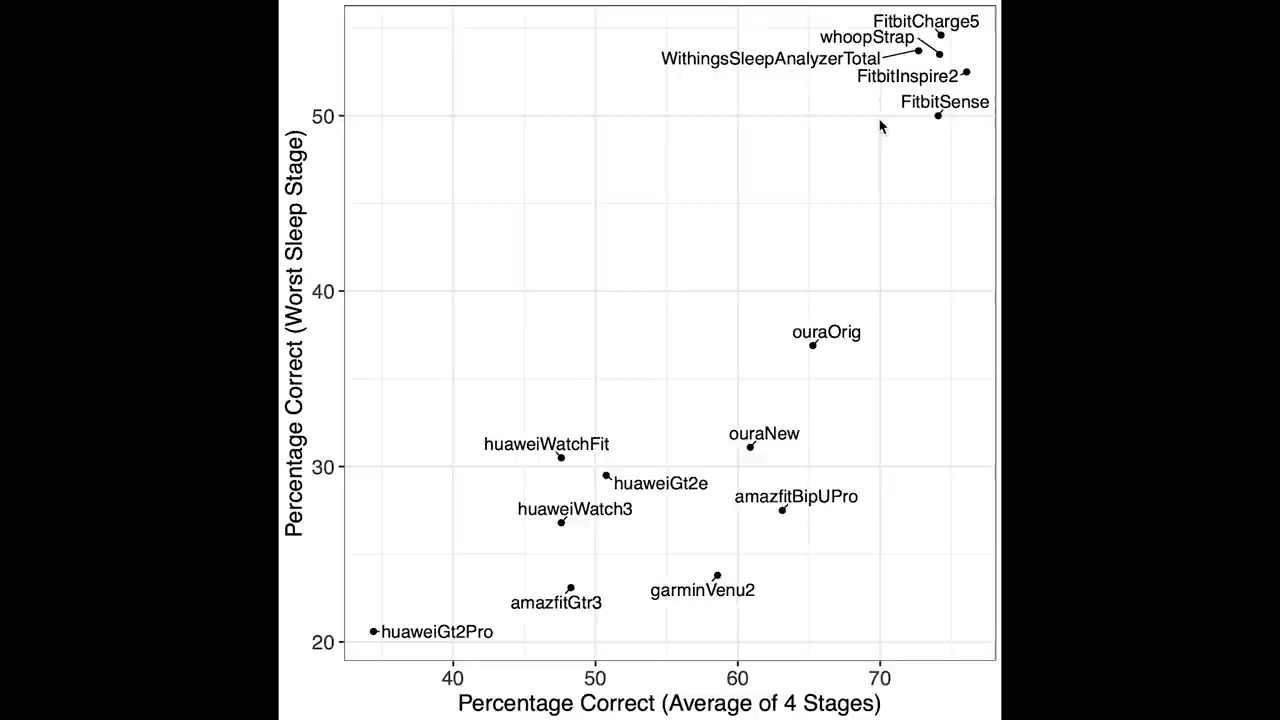 FitbitCharge5
whoopStrap
WithingsSleepAnalyzerTotal
FitbitInspire2
FitbitSense
50
40
ouraOrig
ouraNew
huaweiWatchFit
30
huaweiGt2e
amazfitBipUPro
huaweiWatch3
garminVenu2
amazfitGtr3
huaweiGt2Pro
20
Percentage Correct (Worst Sleep Stage)
40 50 60 70
Percentage Correct (Average of 4 Stages)